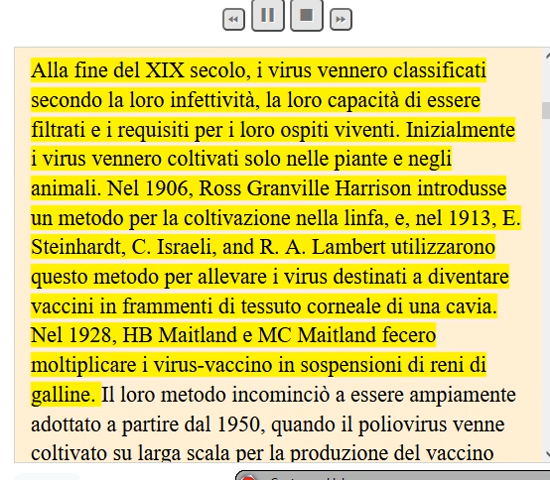 Alla fine del XIX secolo, i virus vennero classificati
secondo la loro infettività, la loro capacità di essere
filtrati e i requisiti per i loro ospiti viventi. Inizialmente
i virus vennero coltivati solo nelle piante e negli
animali. Nel 1906, Ross Granville Harrison introdusse
un metodo per la coltivazione nella linfa, e, nel 1913, E.
Steinhardt, C. Israeli, and R. A. Lambert utilizzarono
questo metodo per allevare i virus destinati a diventare
vaccini in frammenti di tessuto corneale di una cavia.
Nel 1928, HB Maitland e MC Maitland fecero
moltiplicare i virus-vaccino in sospensioni di reni di
galline. Il loro metodo incominciò a essere ampiamente
adottato a partire dal 1950, quando il poliovirus venne
coltivato su larga scala per la produzione del vaccino